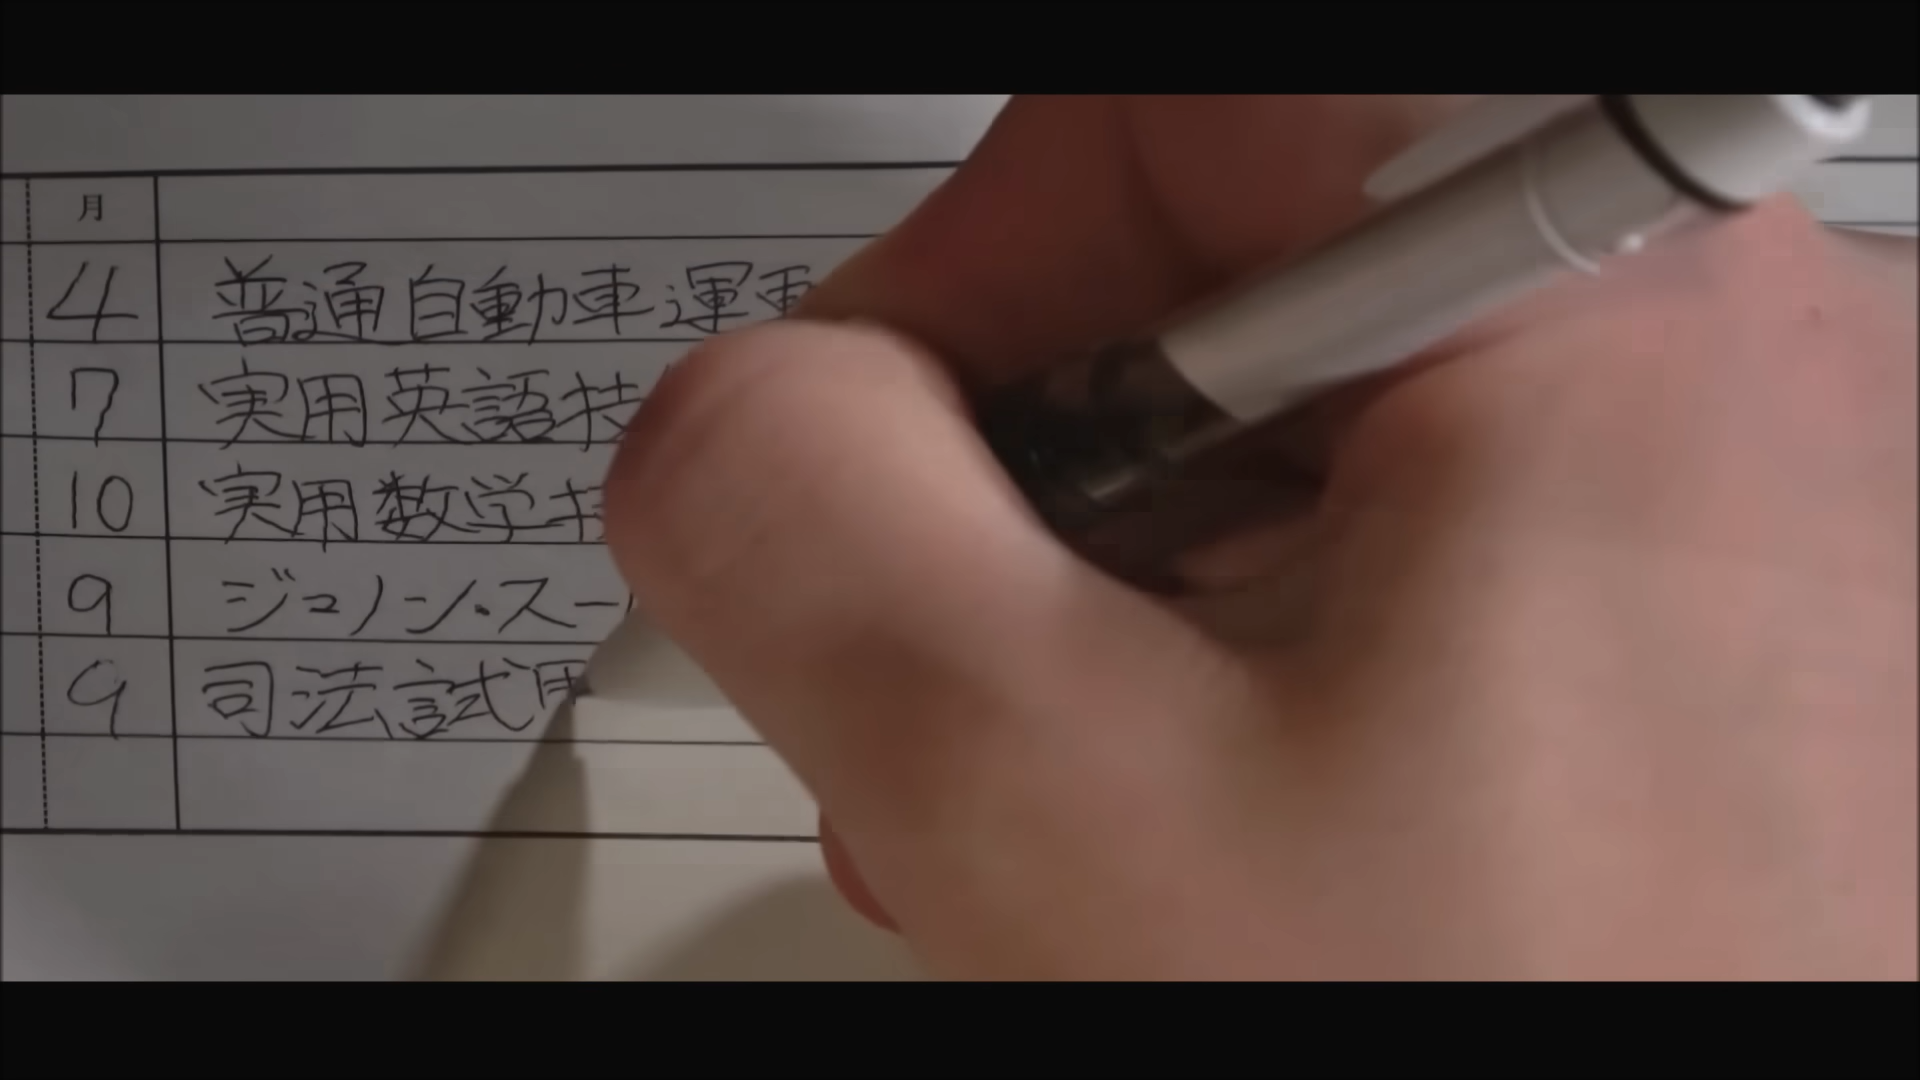 月
4 普通自動車運
7 実用英語技
10 実用数学
9 ジュノン・スー
9 司法試